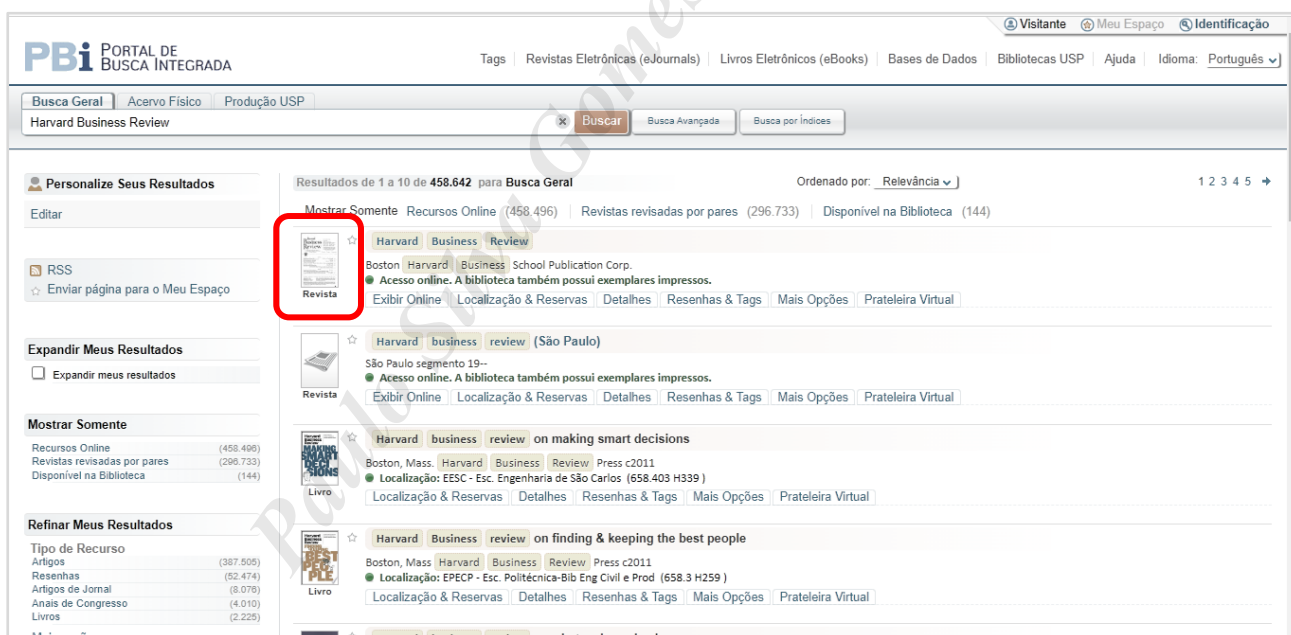 Visitante Meu Espaço Identificação
PBi PORTAL DE BUSCA INTEGRADA
Tags Revistas Eletrônicas (eJournals) Livros Eletrônicos (eBooks) Bases de Dados Bibliotecas USP Ajuda Idioma: Português
Busca Geral Acervo Físico Produção USP
Harvard Business Review Buscar Busca Avançada Busca por Índices
Personalize Seus Resultados
Editar
RSS
Enviar página para o Meu Espaço
Expandir Meus Resultados
Expandir meus resultados
Mostrar Somente
Recursos Online (458.496)
Revistas revisadas por pares (296.733)
Disponível na Biblioteca (144)
Refinar Meus Resultados
Tipo de Recurso
Artigos (387.505)
Resenhas (52.474)
Artigos de Jornal (8.076)
Anais de Congresso (4.010)
Livros (2.225)
Resultados de 1 a 10 de 458.642 para Busca Geral Ordenado por: Relevância 1 2 3 4 5
Mostrar Somente Recursos Online (458.496) Revistas revisadas por pares (296.733) Disponível na Biblioteca (144)
Harvard Business Review
Boston Harvard Business School Publication Corp.
Acesso online. A biblioteca também possui exemplares impressos.
Revista
Exibir Online Localização & Reservas Detalhes Resenhas & Tags Mais Opções Prateleira Virtual
Harvard business review (São Paulo)
São Paulo segmento 19--
Acesso online. A biblioteca também possui exemplares impressos.
Revista
Exibir Online Localização & Reservas Detalhes Resenhas & Tags Mais Opções Prateleira Virtual
Harvard business review on making smart decisions
MAKING
SMART
DECI
SIONS
Boston, Mass. Harvard Business Review Press c2011
Localização: EESC - Esc. Engenharia de São Carlos (658.403 H339 )
Livro
Localização & Reservas Detalhes Resenhas & Tags Mais Opções Prateleira Virtual
Harvard Business review on finding & keeping the best people
BEST
PEO
PLE
Boston, Mass Harvard Business Review Press c2011
Localização: EPECP - Esc. Politécnica-Bib Eng Civil e Prod (658.3 H259 )
Livro
Localização & Reservas Detalhes Resenhas & Tags Mais Opções Prateleira Virtual
Paulo Silva Gomes